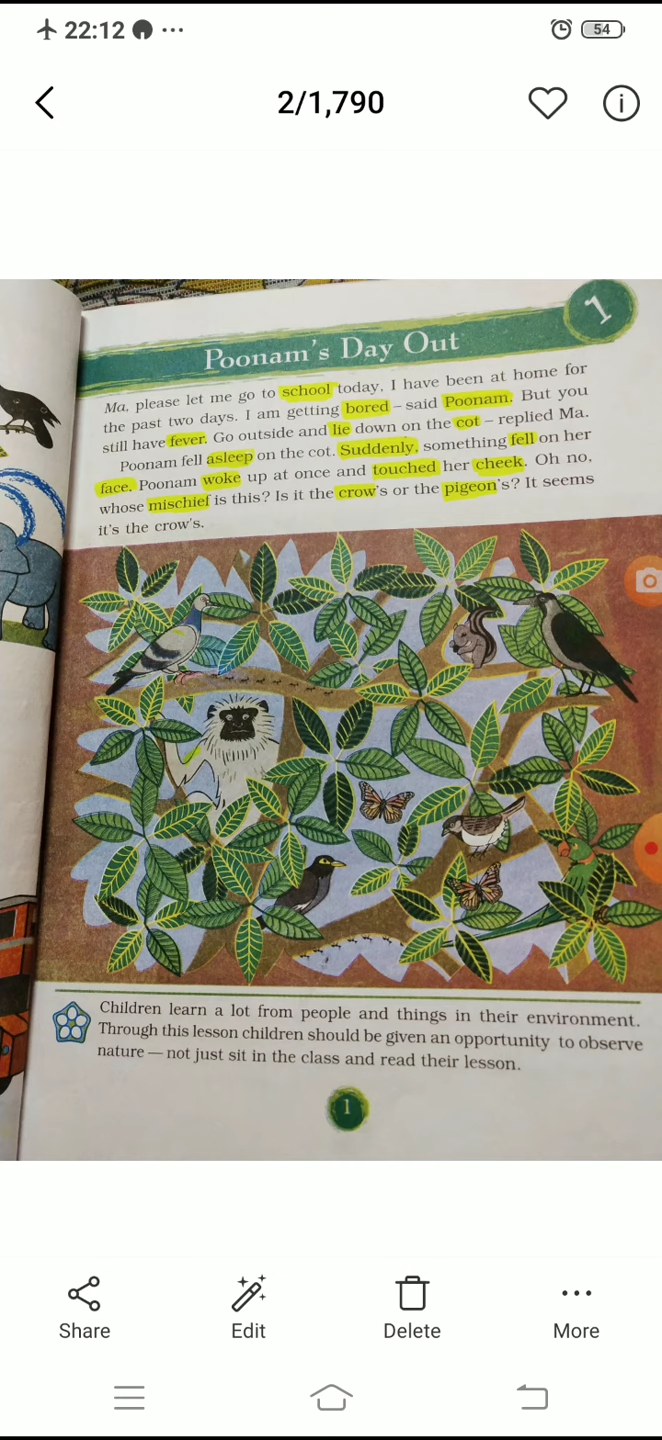 22:12
54
2/1,790
1
Poonam's Day Out
Ma, please let me go to school today. I have been at home for
the past two days. I am getting bored – said Poonam. But you
still have fever. Go outside and lie down on the cot – replied Ma.
Poonam fell asleep on the cot. Suddenly, something fell on her
face. Poonam woke up at once and touched her cheek. Oh no,
whose mischief is this? Is it the crow's or the pigeon's? It seems
it's the crow's.
Children learn a lot from people and things in their environment.
Through this lesson children should be given an opportunity to observe
nature — not just sit in the class and read their lesson.
1
Share
Edit
Delete
More